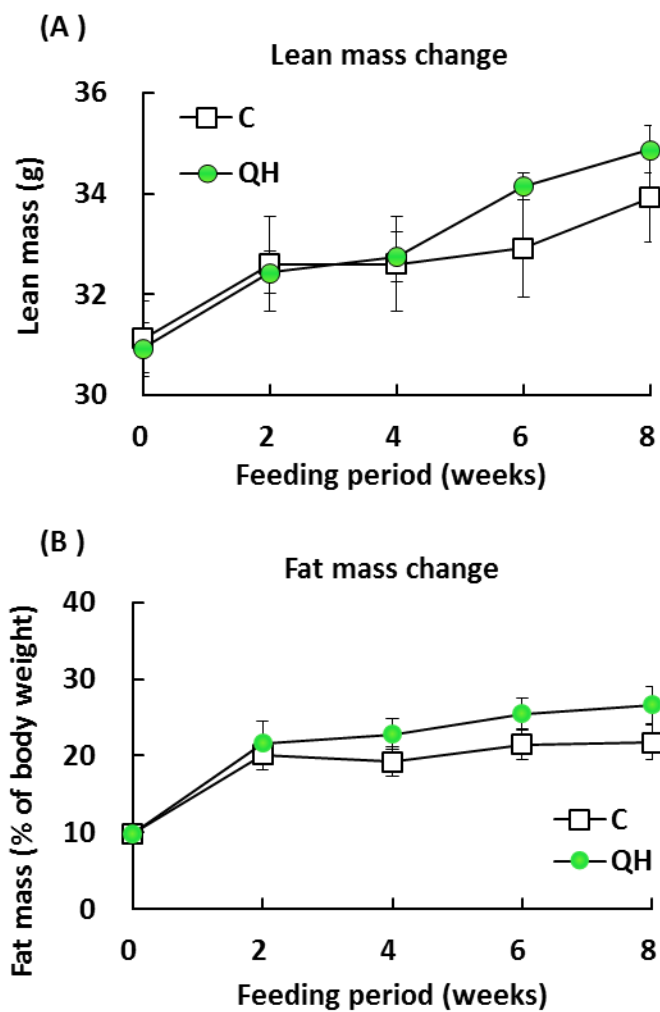 (A)
Lean mass change
36
34
32
30
Lean mass (g)
C
QH
0 2 4 6 8
Feeding period (weeks)
(B )
Fat mass change
40
30
20
10
0
Fat mass (% of body weight)
C
QH
0 2 4 6 8
Feeding period (weeks)